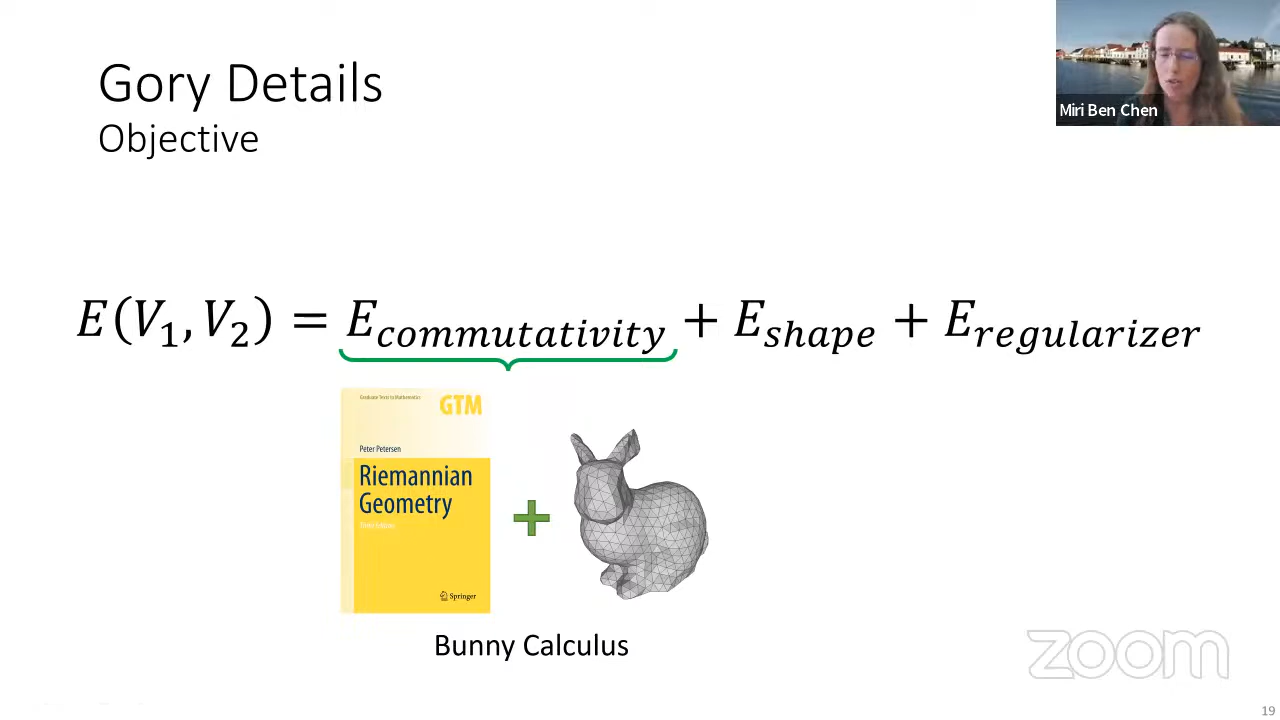 Gory Details
Objective
Miri Ben Chen
E(V₁, V₂) = E_commutativity + E_shape + E_regularizer
Graduate Texts in Mathematics
GTM
Peter Petersen
Riemannian
Geometry
Third Edition
Springer
Bunny Calculus
zoom
19